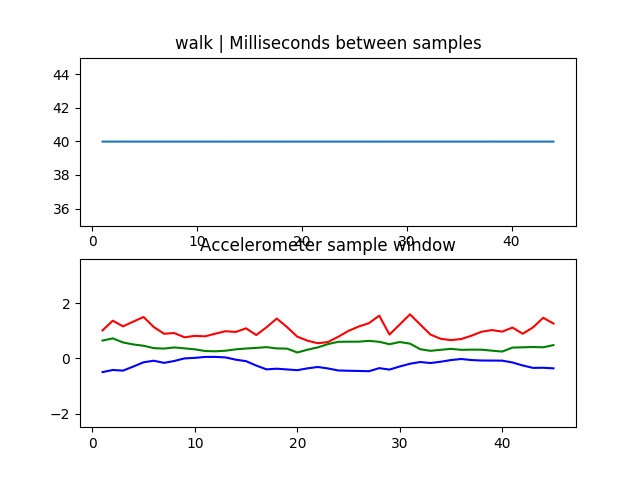 walk | Milliseconds between samples
44
42
40
38
36
0 10 20 30 40
Accelerometer sample window
2
0
−2
0 10 20 30 40